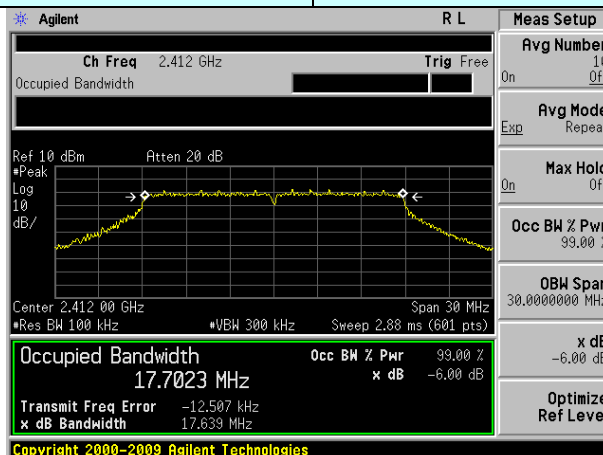 Agilent R L
Ch Freq 2.412 GHz Trig Free
Occupied Bandwidth
Ref 10 dBm Atten 20 dB
#Peak
Log
10
dB/
Center 2.412 00 GHz Span 30 MHz
#Res BW 100 kHz #VBW 300 kHz Sweep 2.88 ms (601 pts)
Occupied Bandwidth Occ BW % Pwr 99.00 %
17.7023 MHz x dB -6.00 dB
Transmit Freq Error -12.507 kHz
x dB Bandwidth 17.639 MHz
Copyright 2000-2009 Agilent Technologies
Meas Setup
Avg Number
On
Avg Mode
Exp
Max Hold
On
Occ BW % Pwr
99.00
OBW Span
30.0000000 MHz
x dB
-6.00 dB
Optimize
Ref Level